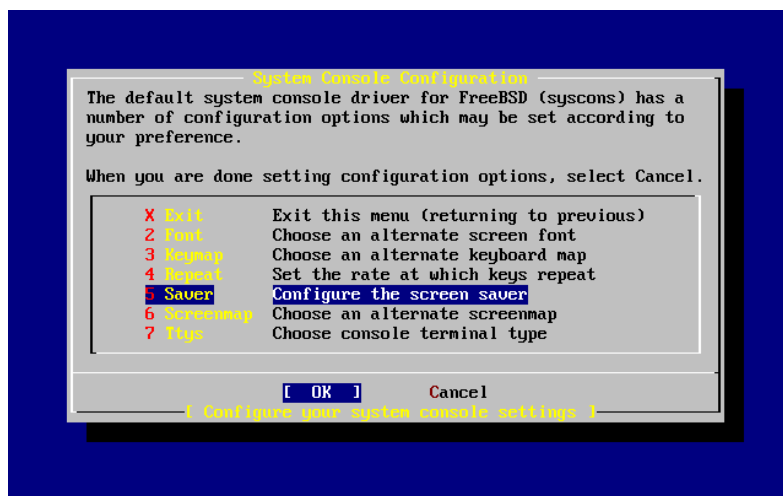 System Console Configuration
The default system console driver for FreeBSD (syscons) has a
number of configuration options which may be set according to
your preference.
When you are done setting configuration options, select Cancel.
X Exit Exit this menu (returning to previous)
2 Font Choose an alternate screen font
3 Keymap Choose an alternate keyboard map
4 Repeat Set the rate at which keys repeat
5 Saver Configure the screen saver
6 Screenmap Choose an alternate screenmap
7 Ttys Choose console terminal type
[ OK ] Cancel
[ Configure your system console settings ]